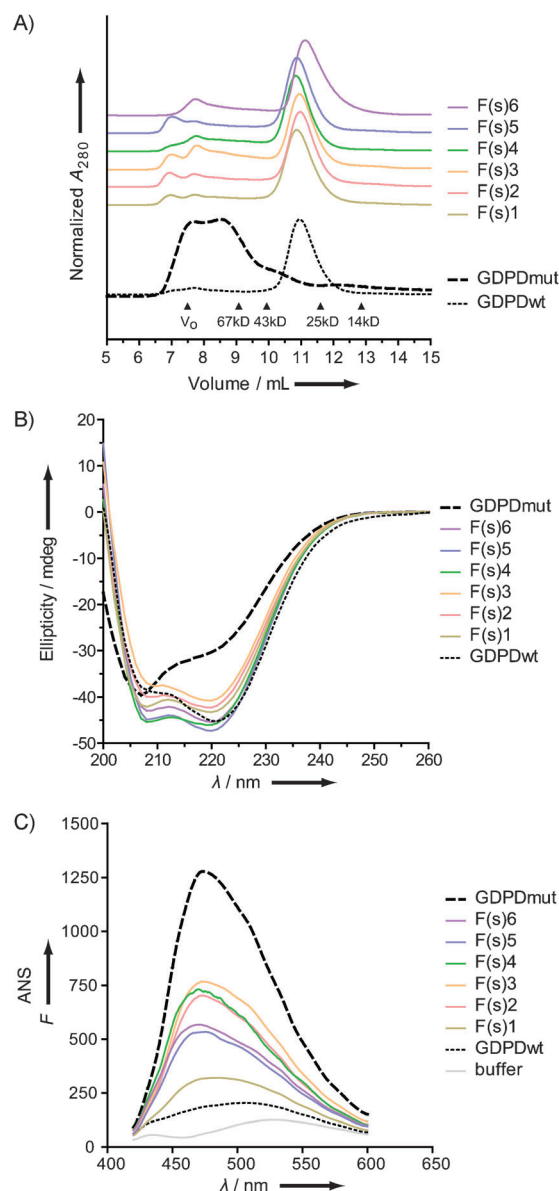 A)
Normalized A280
F(s)6
F(s)5
F(s)4
F(s)3
F(s)2
F(s)1
GDPDmut
GDPDwt
Vo 67kD 43kD 25kD 14kD
5 6 7 8 9 10 11 12 13 14 15
Volume / mL
B)
Ellipticity / mdeg
20
15
10
5
0
-10
-20
-30
-40
-50
GDPDmut
F(s)6
F(s)5
F(s)4
F(s)3
F(s)2
F(s)1
GDPDwt
200 210 220 230 240 250 260
λ / nm
C)
ANS
F
1500
1250
1000
750
500
250
0
GDPDmut
F(s)6
F(s)5
F(s)4
F(s)3
F(s)2
F(s)1
GDPDwt
buffer
400 450 500 550 600 650
λ / nm